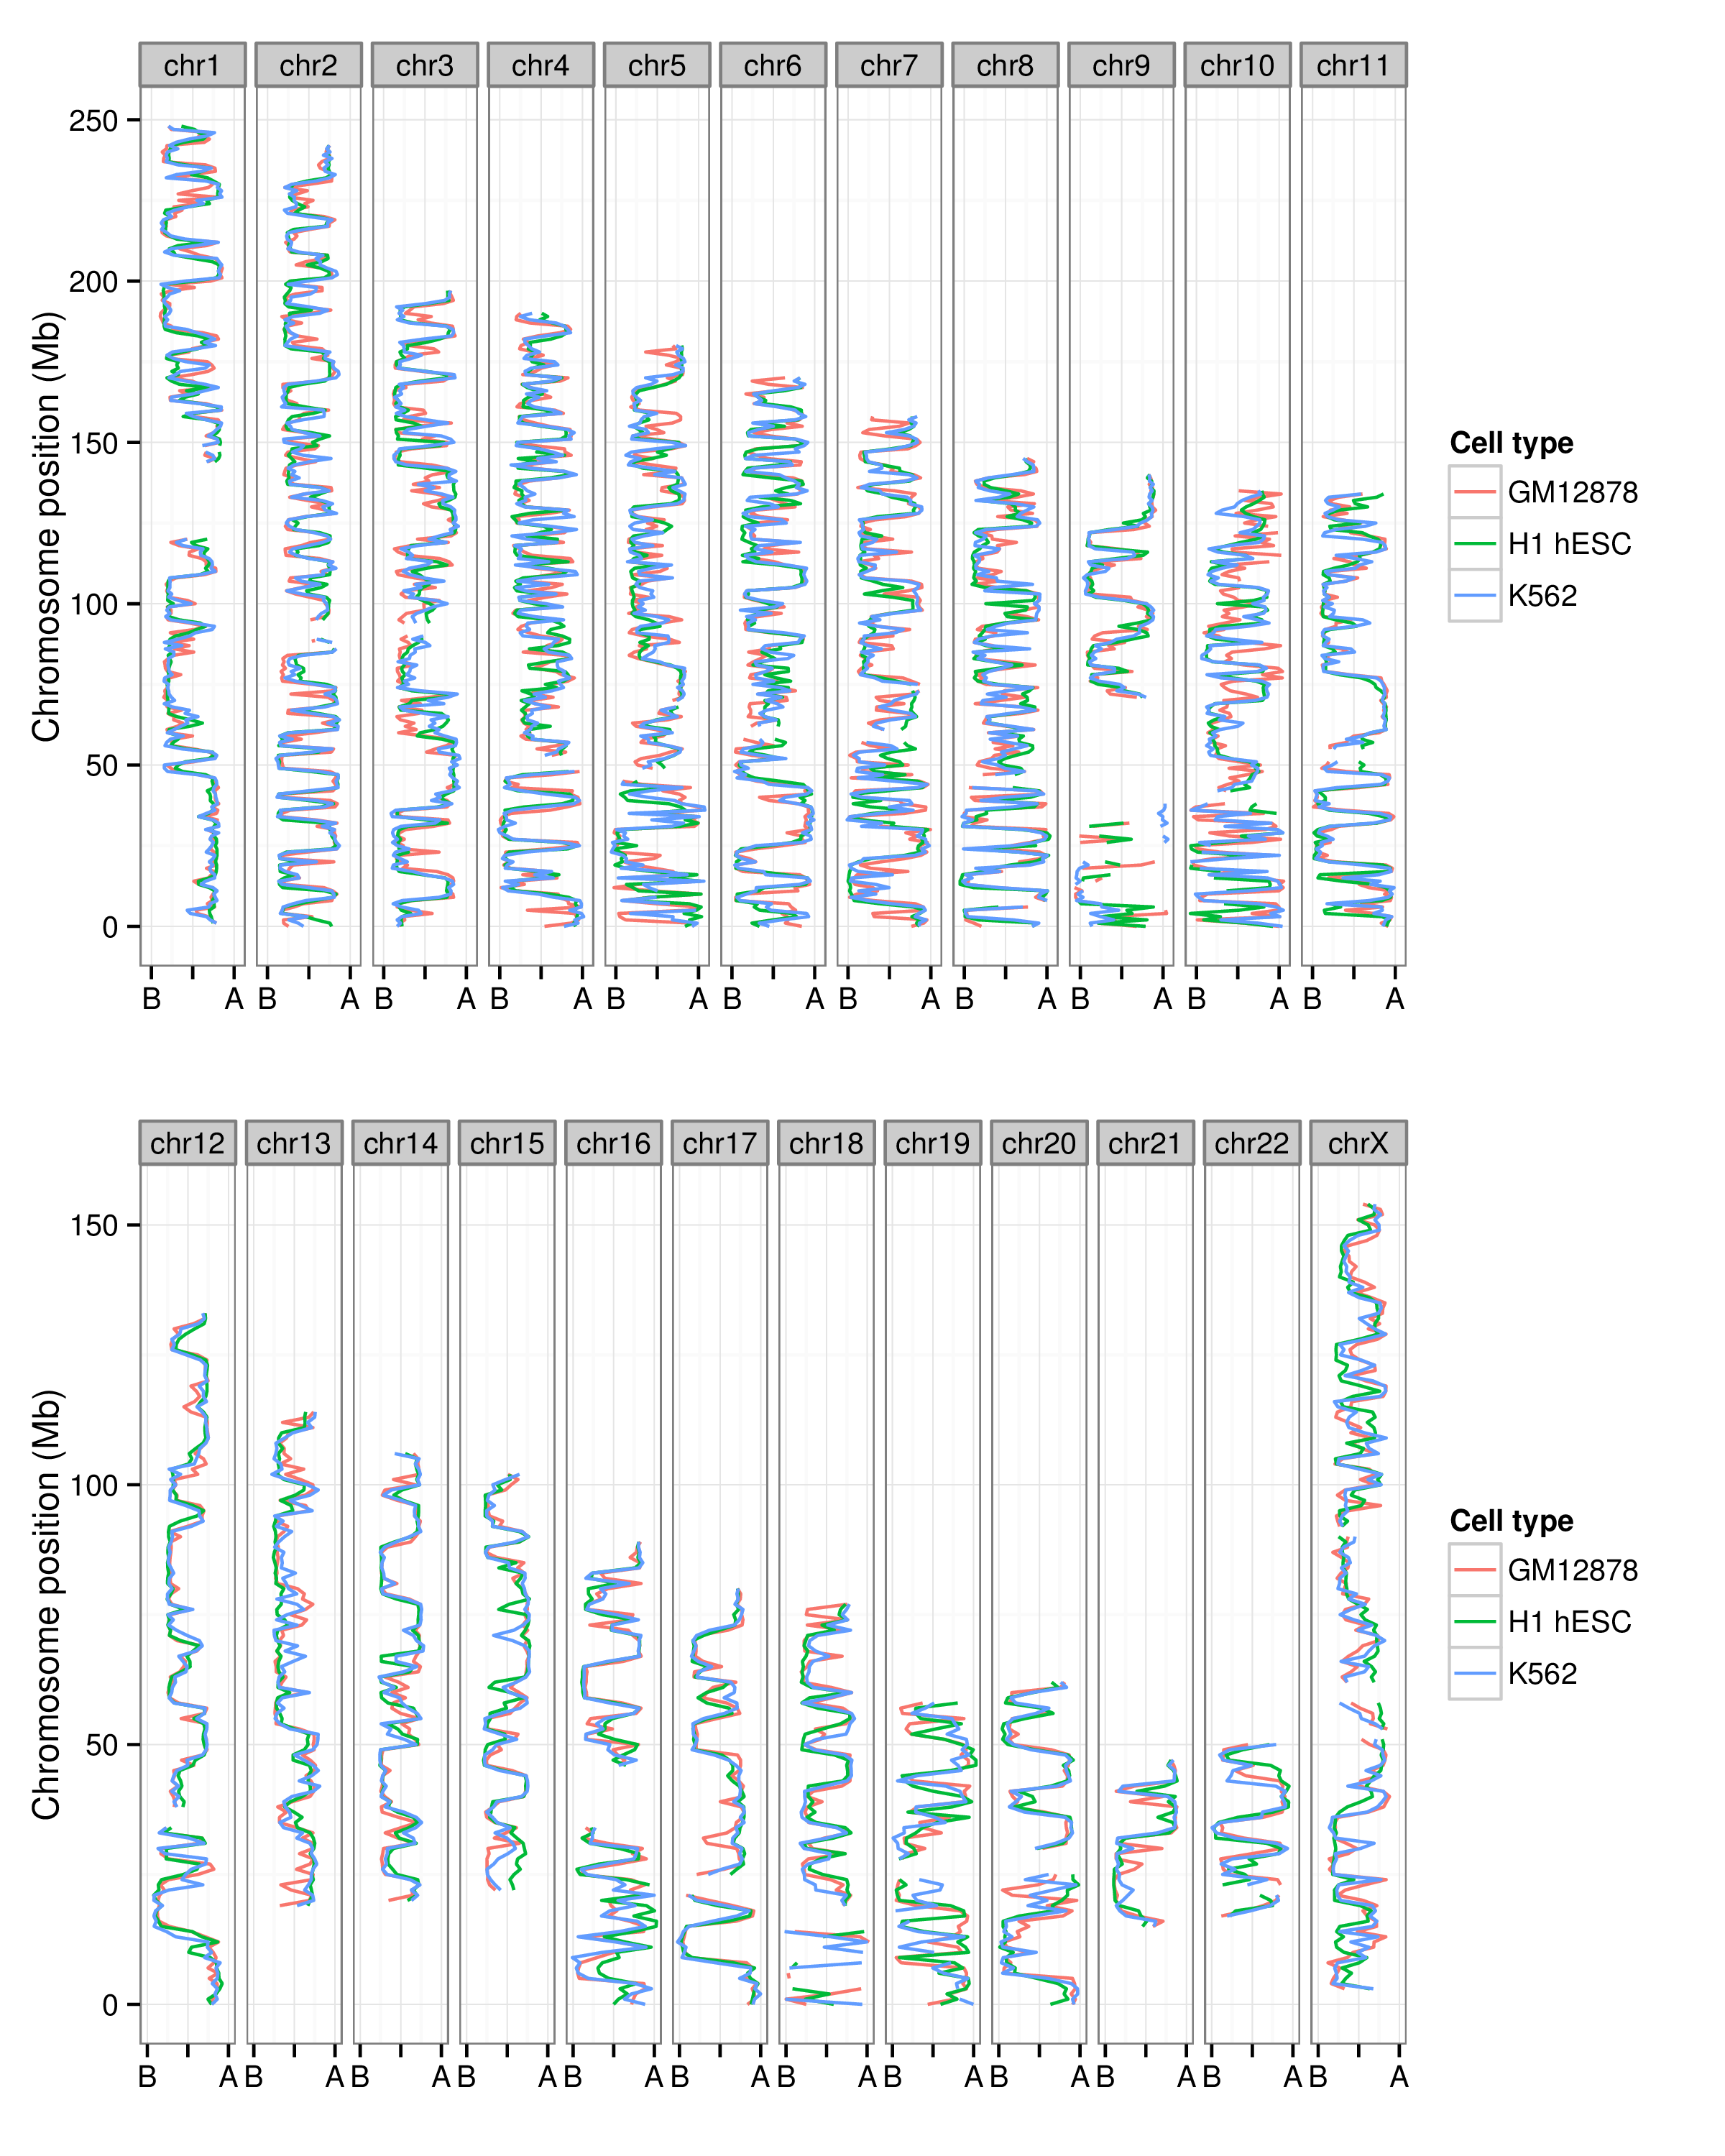 chr1 chr2 chr3 chr4 chr5 chr6 chr7 chr8 chr9 chr10 chr11
250
200
150
100
50
0
Chromosome position (Mb)
B A B A B A B A B A B A B A B A B A B A B A
Cell type
GM12878
H1 hESC
K562
chr12 chr13 chr14 chr15 chr16 chr17 chr18 chr19 chr20 chr21 chr22 chrX
150
100
50
0
Chromosome position (Mb)
B A B A B A B A B A B A B A B A B A B A B A B A
Cell type
GM12878
H1 hESC
K562